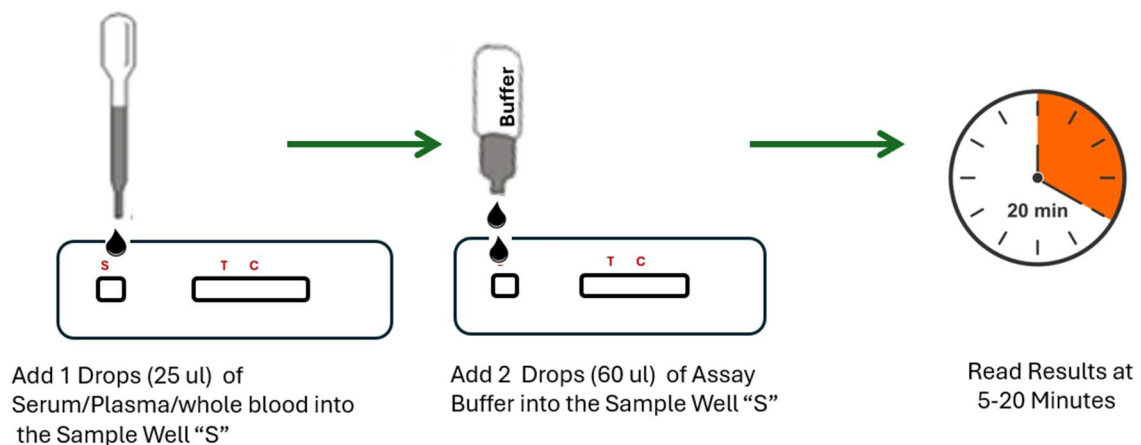 Buffer
20 min
S
T C
T C
Add 1 Drops (25 ul) of
Serum/Plasma/whole blood into
the Sample Well “S”
Add 2 Drops (60 ul) of Assay
Buffer into the Sample Well “S”
Read Results at
5-20 Minutes